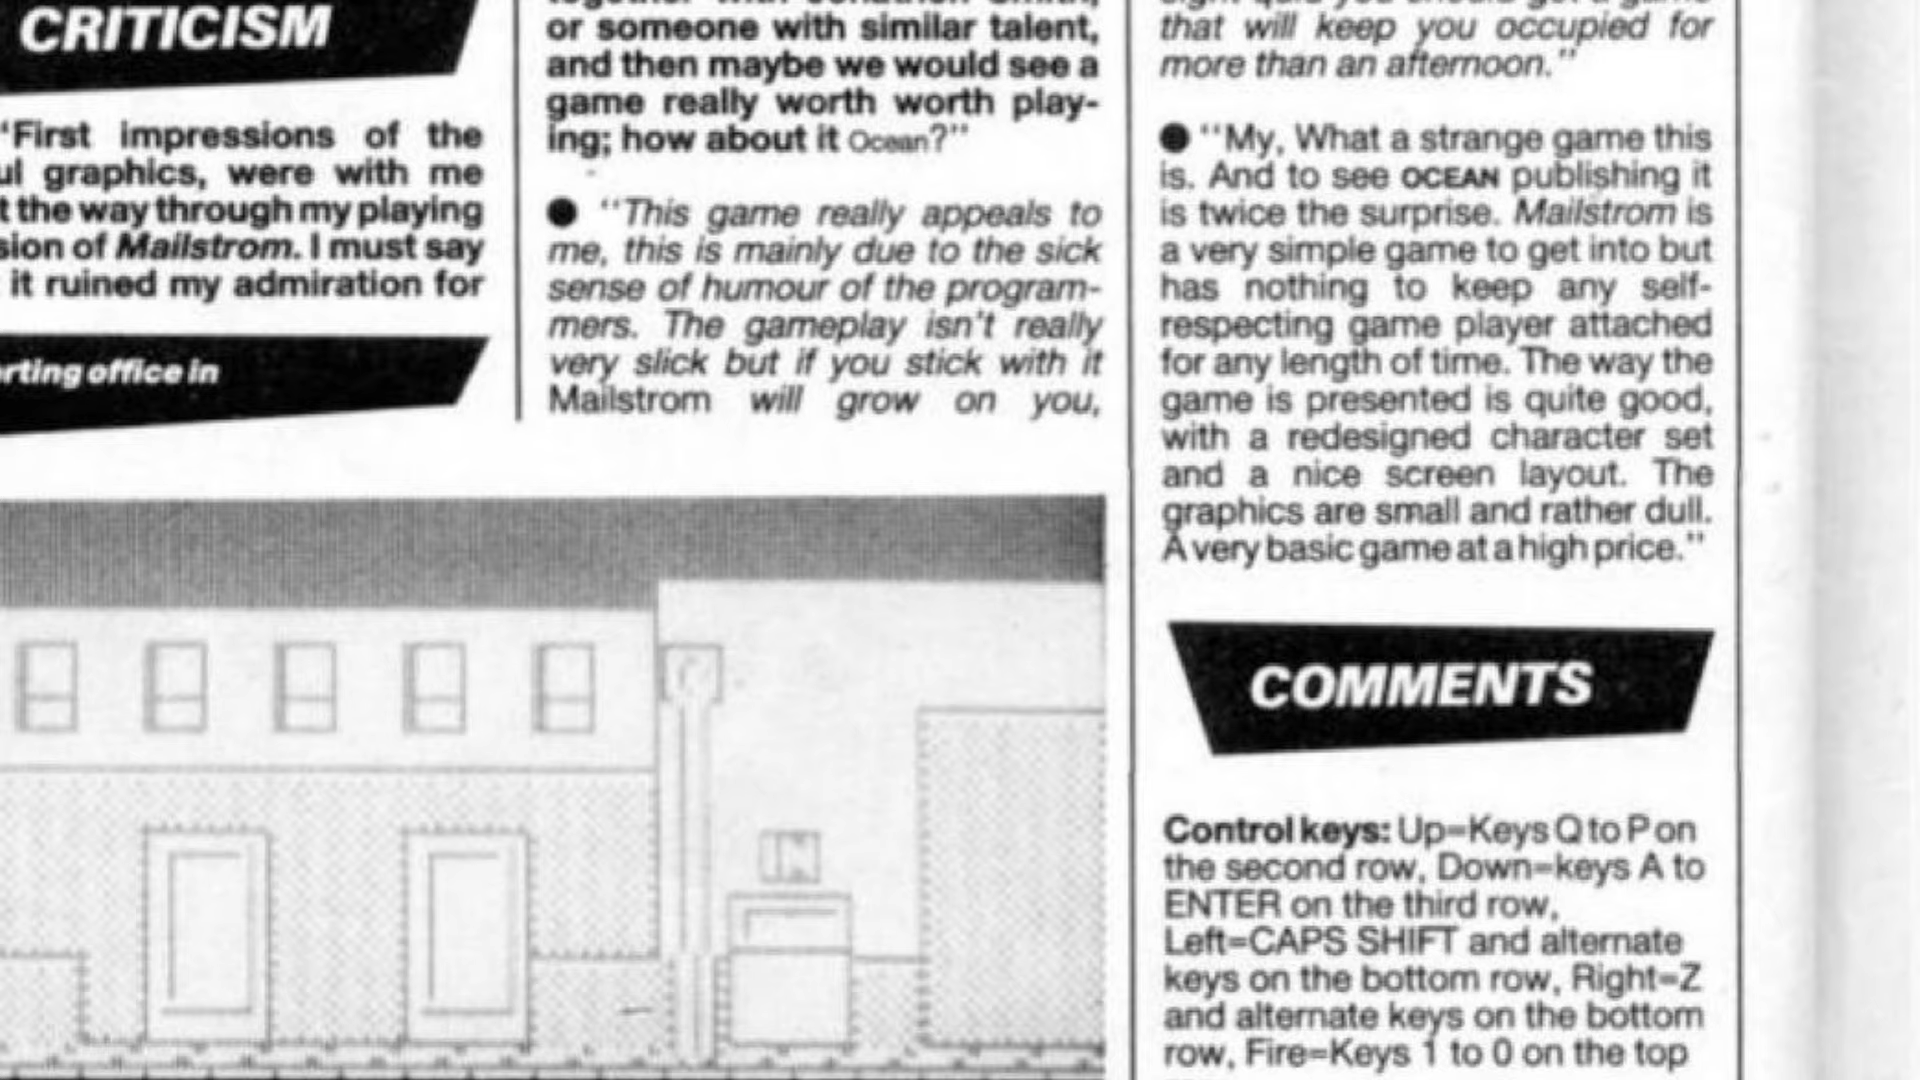 CRITICISM
"First impressions of the
graphics, were with me
the way through my playing
of Mailstrom. I must say
it ruined my admiration for
office in
or someone with similar talent,
and then maybe we would see a
game really worth worth play-
ing; how about it Ocean?"
● "This game really appeals to
me, this is mainly due to the sick
sense of humour of the program-
mers. The gameplay isn't really
very slick but if you stick with it
Mailstrom will grow on you,
that will keep you occupied for
more than an afternoon."
● "My, What a strange game this
is. And to see OCEAN publishing it
is twice the surprise. Mailstrom is
a very simple game to get into but
has nothing to keep any self-
respecting game player attached
for any length of time. The way the
game is presented is quite good,
with a redesigned character set
and a nice screen layout. The
graphics are small and rather dull.
A very basic game at a high price."
COMMENTS
Control keys: Up=Keys Q to P on
the second row, Down=keys A to
ENTER on the third row,
Left=CAPS SHIFT and alternate
keys on the bottom row, Right=Z
and alternate keys on the bottom
row, Fire=Keys 1 to 0 on the top